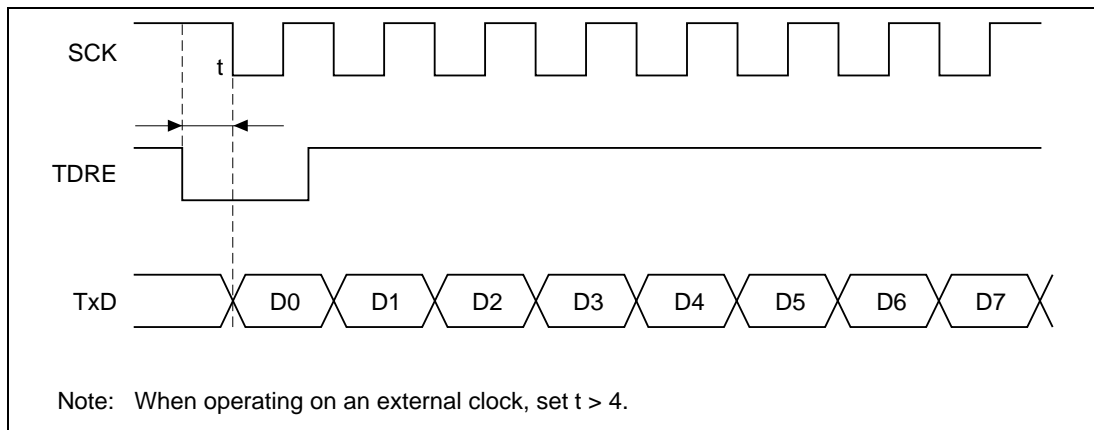 SCK
t
TDRE
TxD D0 D1 D2 D3 D4 D5 D6 D7
Note: When operating on an external clock, set t > 4.